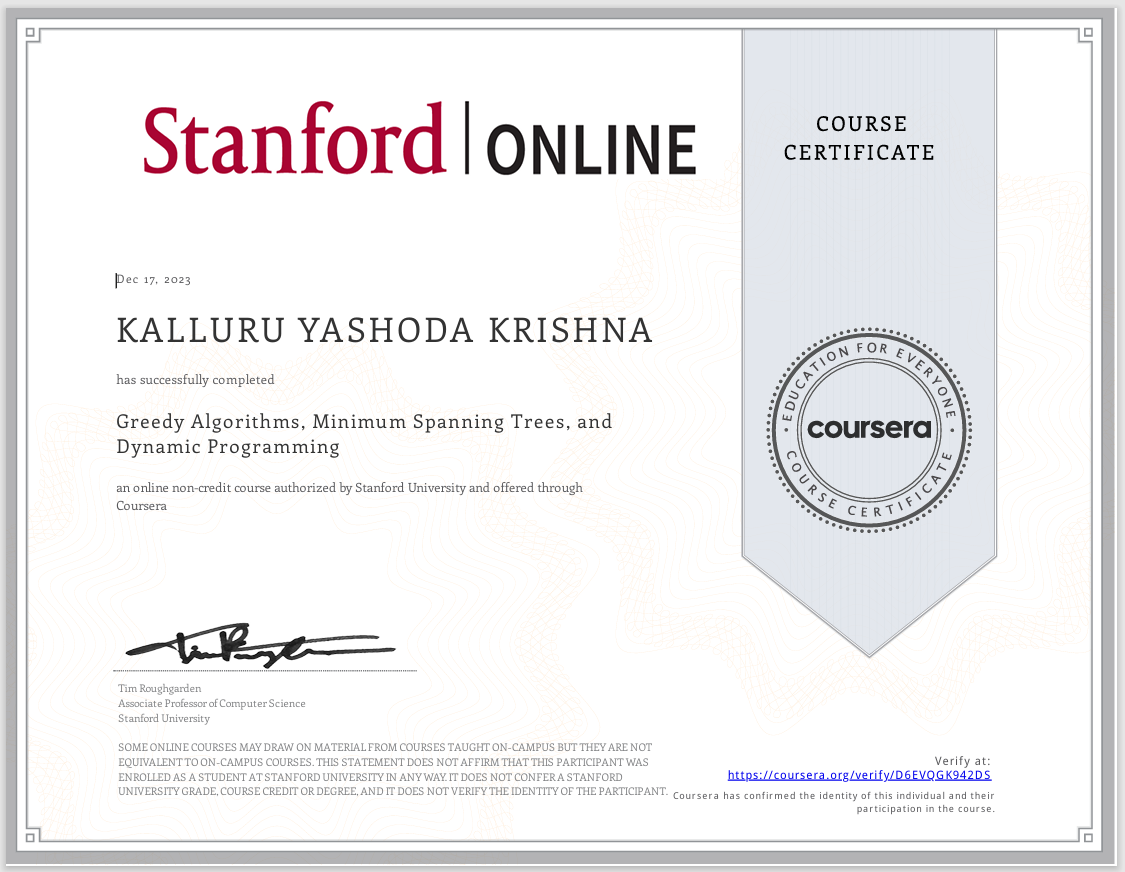 Stanford | ONLINE
COURSE
CERTIFICATE
Dec 17, 2023
KALLURU YASHODA KRISHNA
has successfully completed
Greedy Algorithms, Minimum Spanning Trees, and
Dynamic Programming
an online non-credit course authorized by Stanford University and offered through
Coursera
EDUCATION FOR EVERYONE
coursera
COURSE CERTIFICATE
Tim Roughgarden
Associate Professor of Computer Science
Stanford University
SOME ONLINE COURSES MAY DRAW ON MATERIAL FROM COURSES TAUGHT ON-CAMPUS BUT THEY ARE NOT
EQUIVALENT TO ON-CAMPUS COURSES. THIS STATEMENT DOES NOT AFFIRM THAT THIS PARTICIPANT WAS
ENROLLED AS A STUDENT AT STANFORD UNIVERSITY IN ANY WAY. IT DOES NOT CONFER A STANFORD
UNIVERSITY GRADE, COURSE CREDIT OR DEGREE, AND IT DOES NOT VERIFY THE IDENTITY OF THE PARTICIPANT.
Verify at:
https://coursera.org/verify/D6EVQGK942DS
Coursera has confirmed the identity of this individual and their
participation in the course.